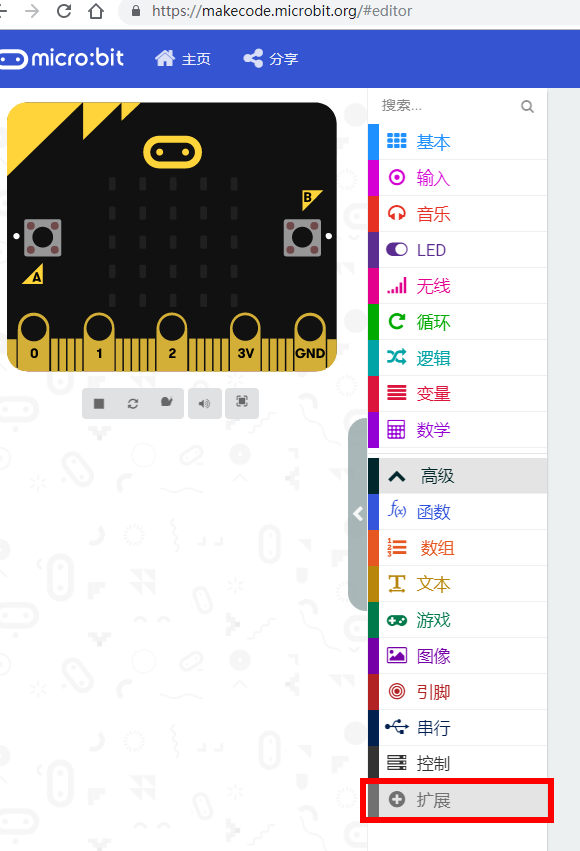 https://makecode.microbit.org/#editor
micro:bit 主页 分享
搜索...
基本
输入
音乐
LED
无线
循环
逻辑
变量
数学
高级
f(x) 函数
数组
文本
游戏
图像
引脚
串行
控制
扩展
B
A
0 1 2 3V GND